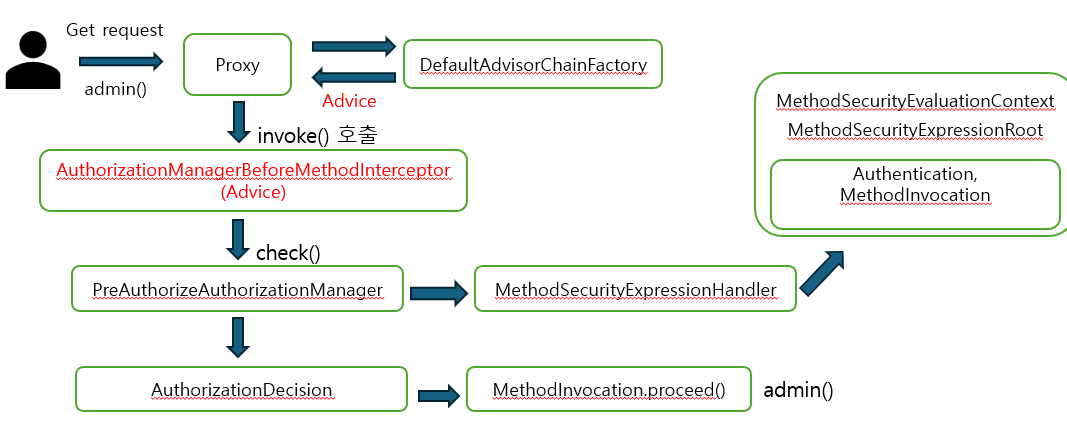 Get request
admin()
Proxy
DefaultAdvisorChainFactory
Advice
invoke() 호출
AuthorizationManagerBeforeMethodInterceptor
(Advice)
check()
PreAuthorizeAuthorizationManager
MethodSecurityExpressionHandler
MethodSecurityEvaluationContext
MethodSecurityExpressionRoot
Authentication,
MethodInvocation
AuthorizationDecision
MethodInvocation.proceed()
admin()